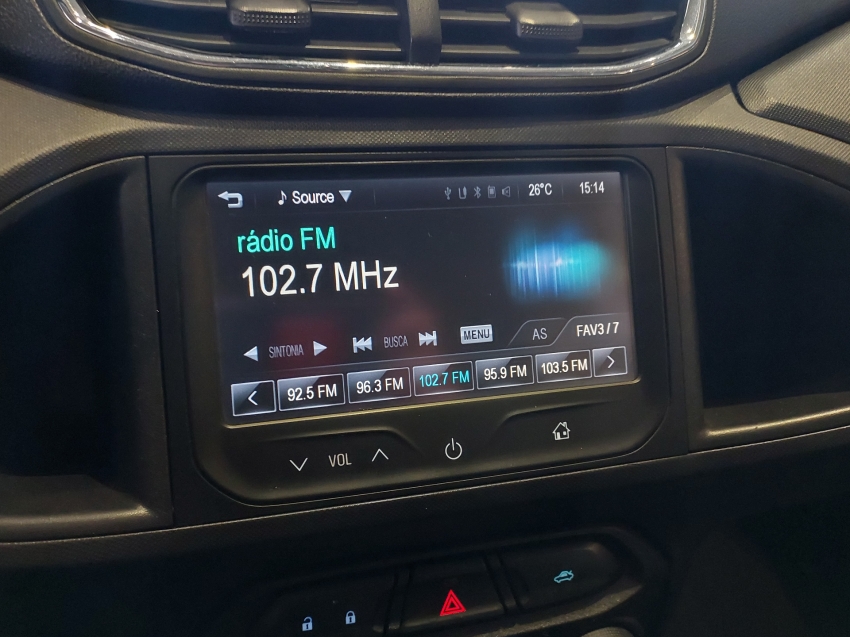 Source 26°C 15:14
rádio FM
102.7 MHz
SINTONIA BUSCA MENU AS FAV3 / 7
92.5 FM 96.3 FM 102.7 FM 95.9 FM 103.5 FM
VOL